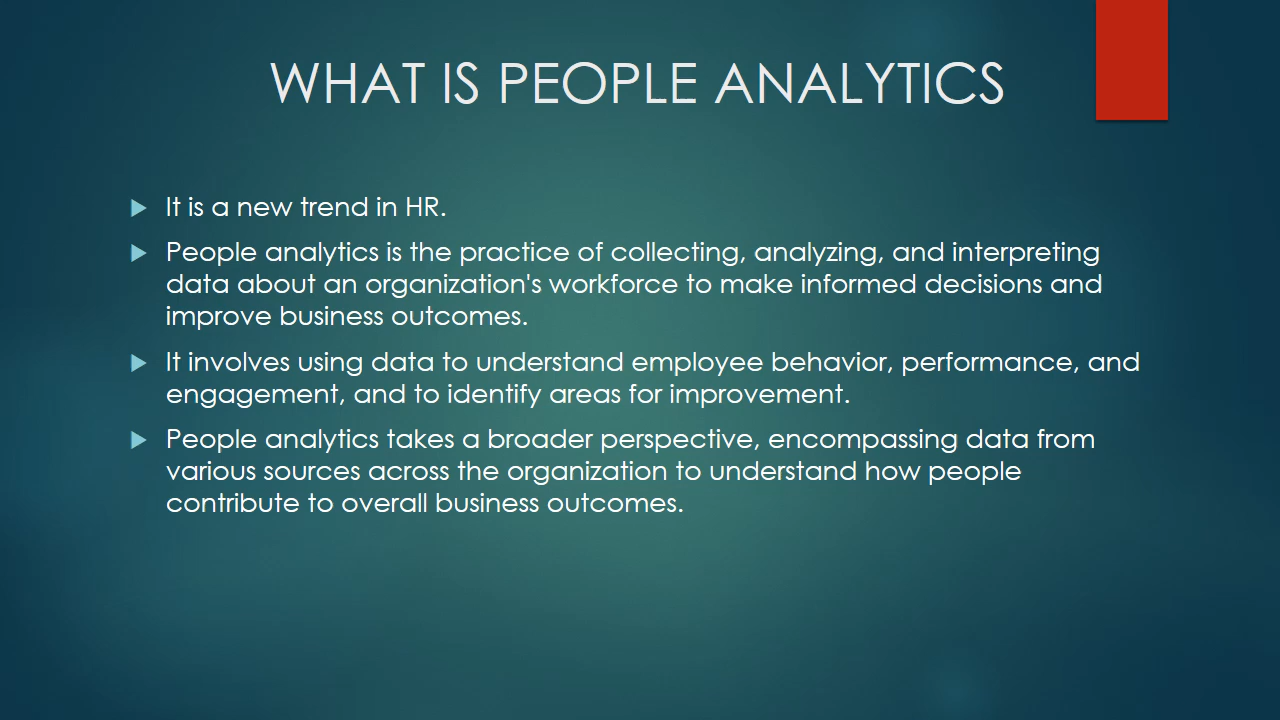 WHAT IS PEOPLE ANALYTICS
It is a new trend in HR.
People analytics is the practice of collecting, analyzing, and interpreting
data about an organization's workforce to make informed decisions and
improve business outcomes.
It involves using data to understand employee behavior, performance, and
engagement, and to identify areas for improvement.
People analytics takes a broader perspective, encompassing data from
various sources across the organization to understand how people
contribute to overall business outcomes.